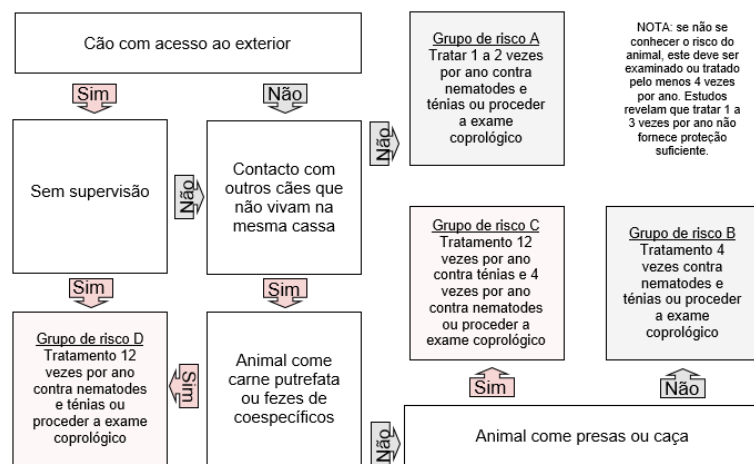 Cão com acesso ao exterior
Sim
Não
Grupo de risco A
Tratar 1 a 2 vezes
por ano contra
nematodes e
ténias ou proceder
a exame
coprológico
NOTA: se não se
conhecer o risco do
animal, este deve ser
examinado ou tratado
pelo menos 4 vezes
por ano. Estudos
revelam que tratar 1 a
3 vezes por ano não
fornece proteção
suficiente.
Sem supervisão
Não
Contacto com
outros cães que
não vivam na
mesma cassa
Não
Sim
Sim
Grupo de risco C
Tratamento 12
vezes por ano
contra ténias e 4
vezes por ano
contra nematodes
ou proceder a
exame coprológico
Grupo de risco B
Tratamento 4
vezes contra
nematodes e
ténias ou proceder
a exame
coprológico
Grupo de risco D
Tratamento 12
vezes por ano
contra nematodes
e ténias ou
proceder a exame
coprológico
Sim
Animal come
carne putrefata
ou fezes de
coespecíficos
Sim
Não
Não
Animal come presas ou caça